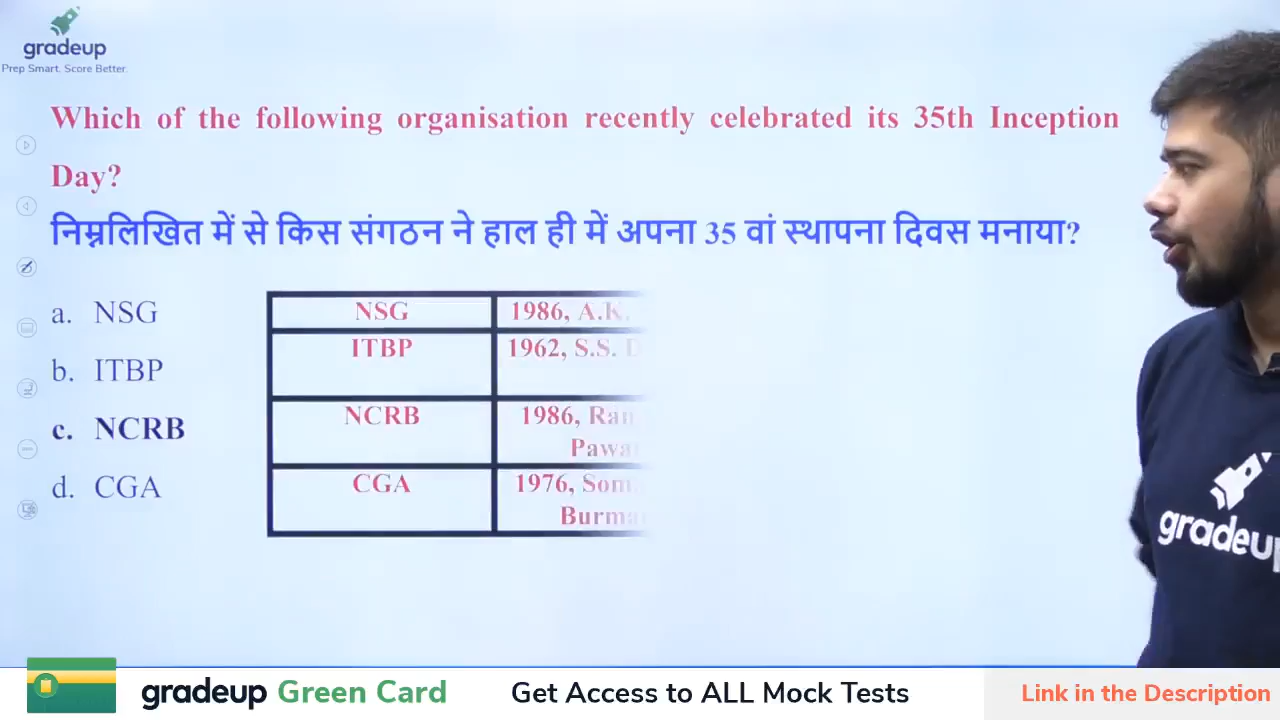 gradeup
Prep Smart. Score Better.
Which of the following organisation recently celebrated its 35th Inception
Day?
निम्नलिखित में से किस संगठन ने हाल ही में अपना 35 वां स्थापना दिवस मनाया?
a. NSG
b. ITBP
c. NCRB
d. CGA
NSG 1986, A.K.
ITBP 1962, S.S.
NCRB 1986,
CGA 1976,
gradeup
gradeup Green Card Get Access to ALL Mock Tests Link in the Description